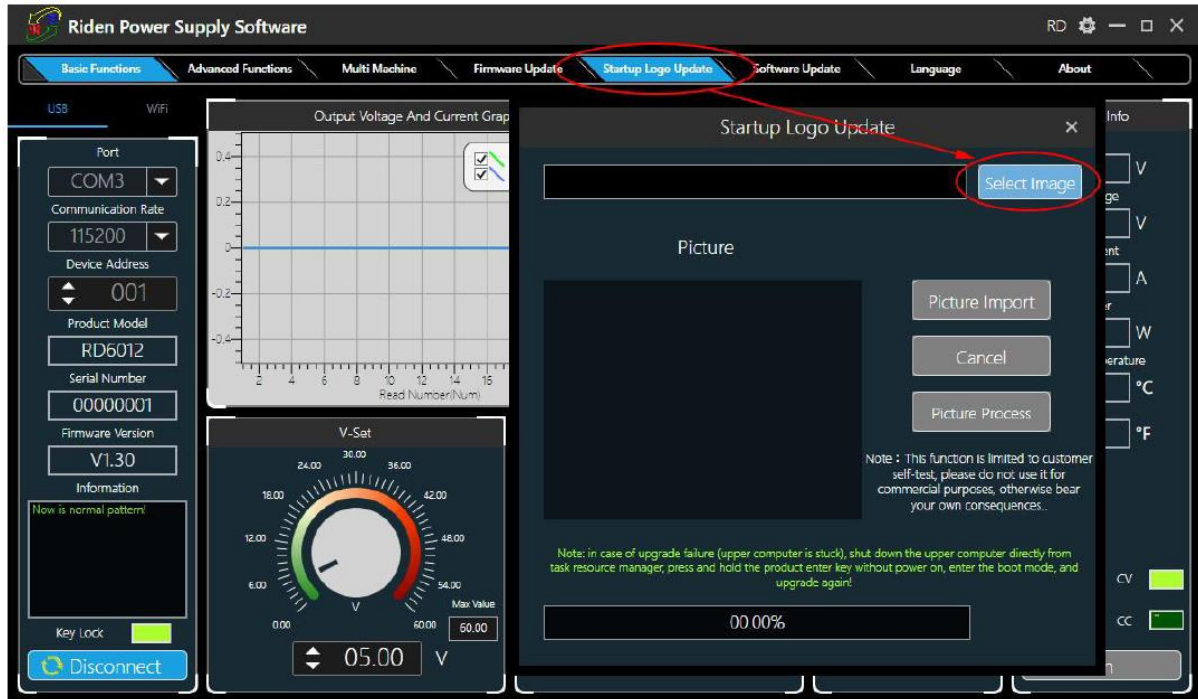 Riden Power Supply Software
RD
Basic Functions
Advanced Functions
Multi Machine
Firmware Update
Startup Logo Update
Software Update
Language
About
USB
WiFi
Port
COM3
Communication Rate
115200
Device Address
001
Product Model
RD6012
Serial Number
00000001
Firmware Version
V1.30
Information
Now is normal pattern!
Key Lock
Disconnect
Output Voltage And Current Grap
0.4
0.2
0
-0.2
-0.4
2 4 6 8 10 12 14 16
Read Number(Num)
V-Set
0.00
6.00
12.00
18.00
24.00
30.00
36.00
42.00
48.00
54.00
60.00
V
Max Value
60.00
05.00 V
Startup Logo Update
Select Image
Picture
Picture Import
Cancel
Picture Process
Note : This function is limited to customer
self-test, please do not use it for
commercial purposes, otherwise bear
your own consequences..
Note: in case of upgrade failure (upper computer is stuck), shut down the upper computer directly from
task resource manager, press and hold the product enter key without power on, enter the boot mode, and
upgrade again!
00.00%
Info
V
ge
V
ent
A
er
W
erature
°C
°F
CV
CC